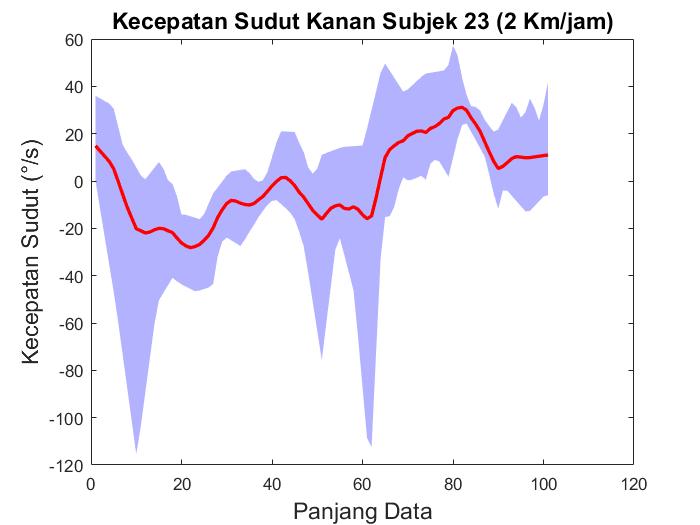 Kecepatan Sudut Kanan Subjek 23 (2 Km/jam)
Kecepatan Sudut (°/s)
60
40
20
0
-20
-40
-60
-80
-100
-120
0 20 40 60 80 100 120
Panjang Data